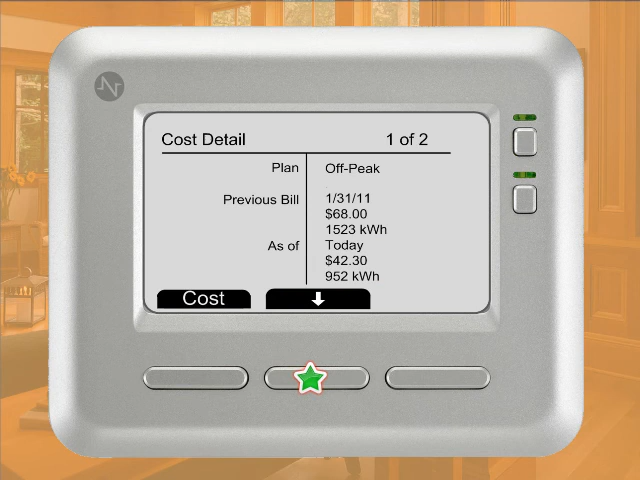 Cost Detail 1 of 2
Plan Off-Peak
Previous Bill 1/31/11
$68.00
1523 kWh
As of Today
$42.30
952 kWh
Cost